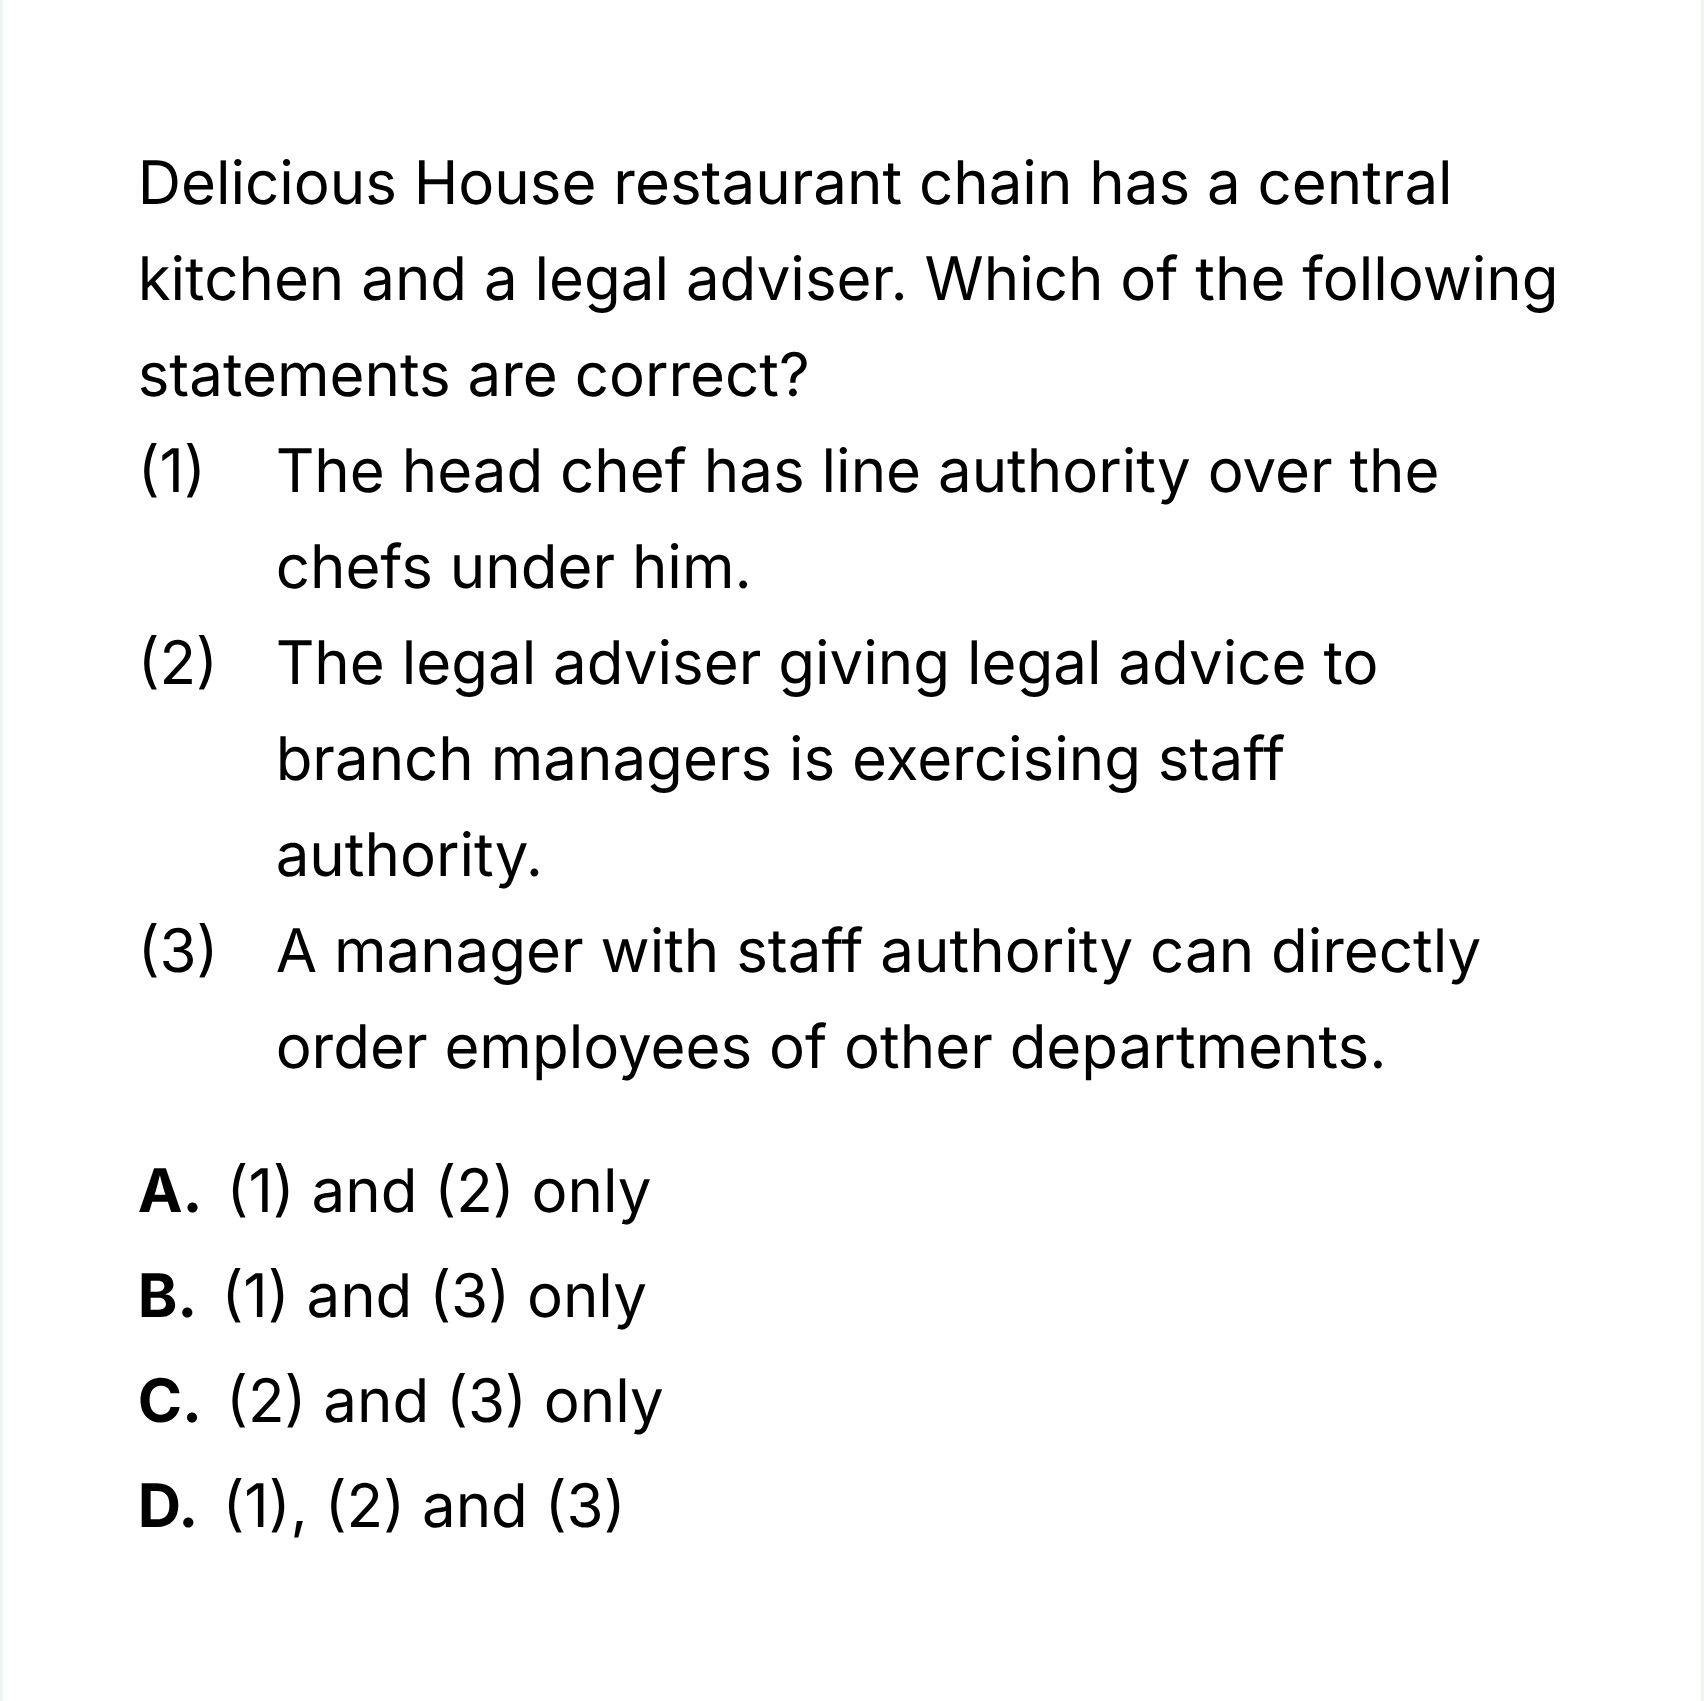 Delicious House restaurant chain has a central
kitchen and a legal adviser. Which of the following
statements are correct?
(1) The head chef has line authority over the
chefs under him.
(2) The legal adviser giving legal advice to
branch managers is exercising staff
authority.
(3) A manager with staff authority can directly
order employees of other departments.
A. (1) and (2) only
B. (1) and (3) only
C. (2) and (3) only
D. (1), (2) and (3)